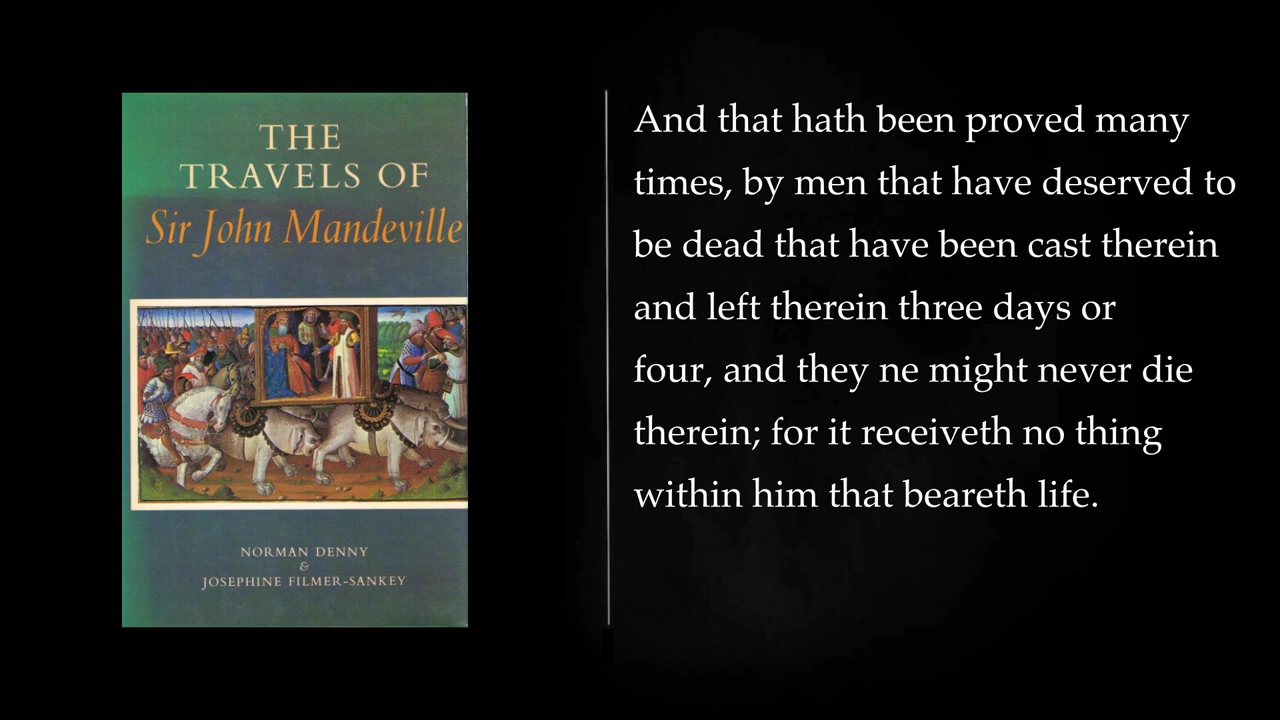 THE
TRAVELS OF
Sir John Mandeville
NORMAN DENNY
&
JOSEPHINE FILMER-SANKEY
And that hath been proved many
times, by men that have deserved to
be dead that have been cast therein
and left therein three days or
four, and they ne might never die
therein; for it receiveth no thing
within him that beareth life.